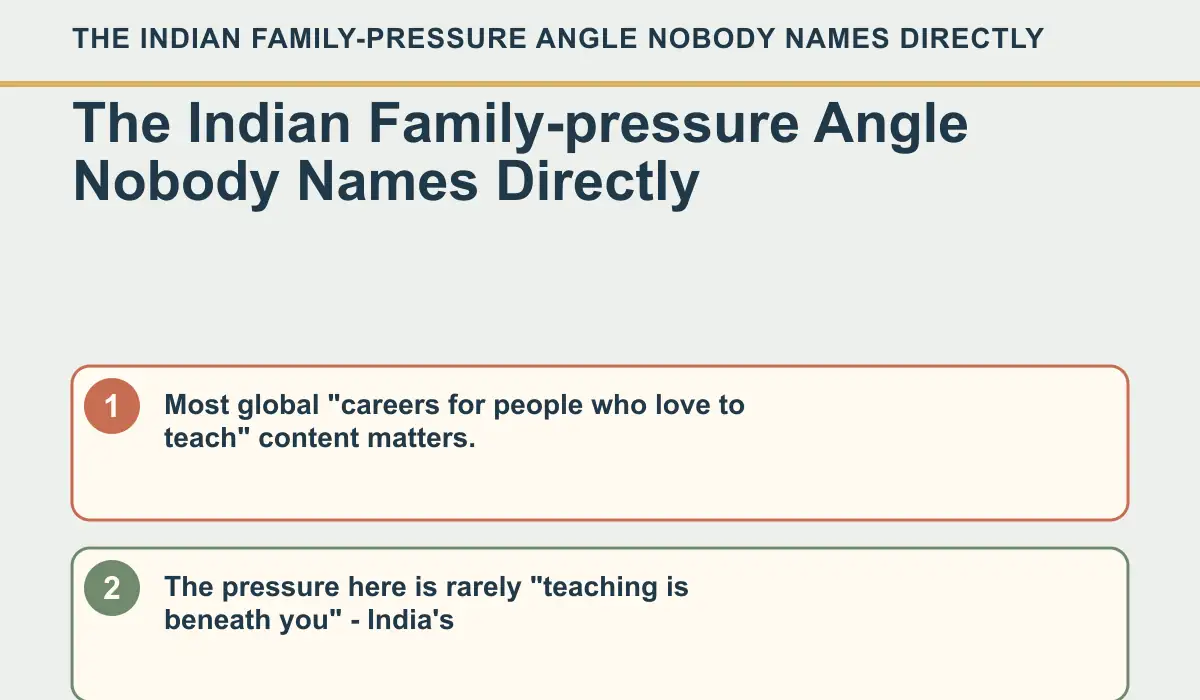 THE INDIAN FAMILY-PRESSURE ANGLE NOBODY NAMES DIRECTLY
The Indian Family-pressure Angle
Nobody Names Directly
1
Most global "careers for people who love to
teach" content matters.
2
The pressure here is rarely "teaching is
beneath you" - India's